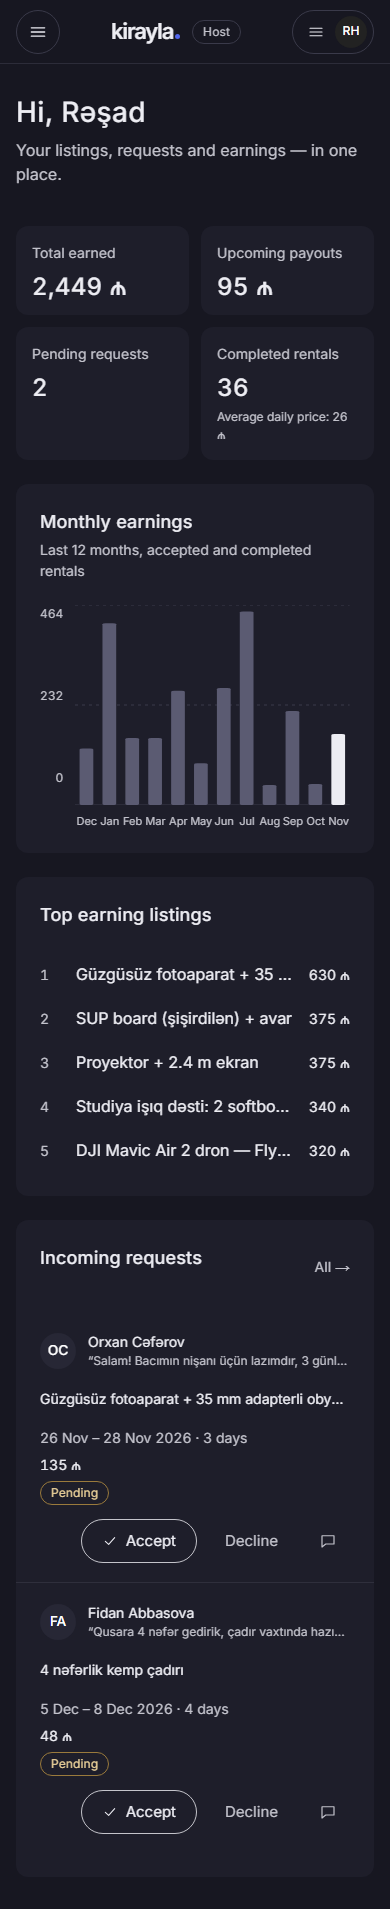 kirayla.
Host
RH
Hi, Rəşad
Your listings, requests and earnings — in one
place.
Total earned
2,449 ₼
Upcoming payouts
95 ₼
Pending requests
2
Completed rentals
36
Average daily price: 26
₼
Monthly earnings
Last 12 months, accepted and completed
rentals
464
232
0
Dec Jan Feb Mar Apr May Jun Jul Aug Sep Oct Nov
Top earning listings
1 Güzgüsüz fotoaparat + 35 ... 630 ₼
2 SUP board (şişirdilən) + avar 375 ₼
3 Proyektor + 2.4 m ekran 375 ₼
4 Studiya işıq dəsti: 2 softbo... 340 ₼
5 DJI Mavic Air 2 dron — Fly... 320 ₼
Incoming requests
All →
OC
Orxan Cəfərov
“Salam! Bacımın nişanı üçün lazımdır, 3 günl...
Güzgüsüz fotoaparat + 35 mm adapterli oby...
26 Nov – 28 Nov 2026 · 3 days
135 ₼
Pending
Accept
Decline
FA
Fidan Abbasova
“Qusara 4 nəfər gedirik, çadır vaxtında hazı...
4 nəfərlik kemp çadırı
5 Dec – 8 Dec 2026 · 4 days
48 ₼
Pending
Accept
Decline